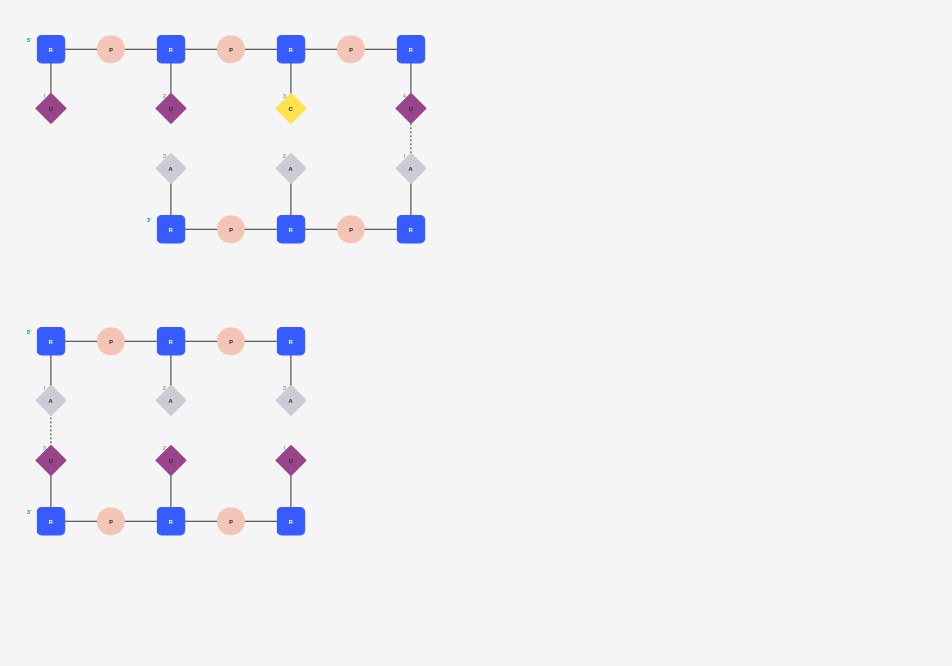 5' R P R P R P R
1 2 3 4
U U C U
3 2 1
A A A
3' R P R P R
5' R P R P R
1 2 3
A A A
3 2 1
U U U
3' R P R P R